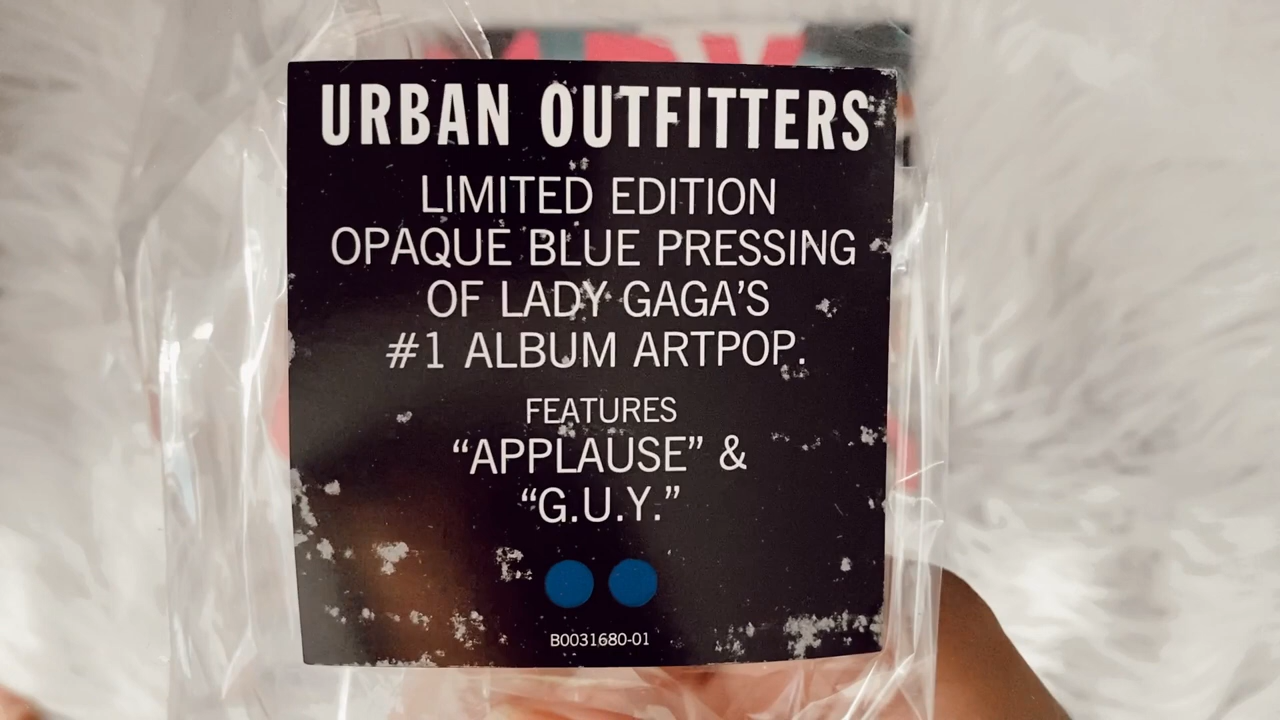 URBAN OUTFITTERS
LIMITED EDITION
OPAQUE BLUE PRESSING
OF LADY GAGA'S
#1 ALBUM ARTPOP.
FEATURES
“APPLAUSE” &
“G.U.Y.”
B0031680-01